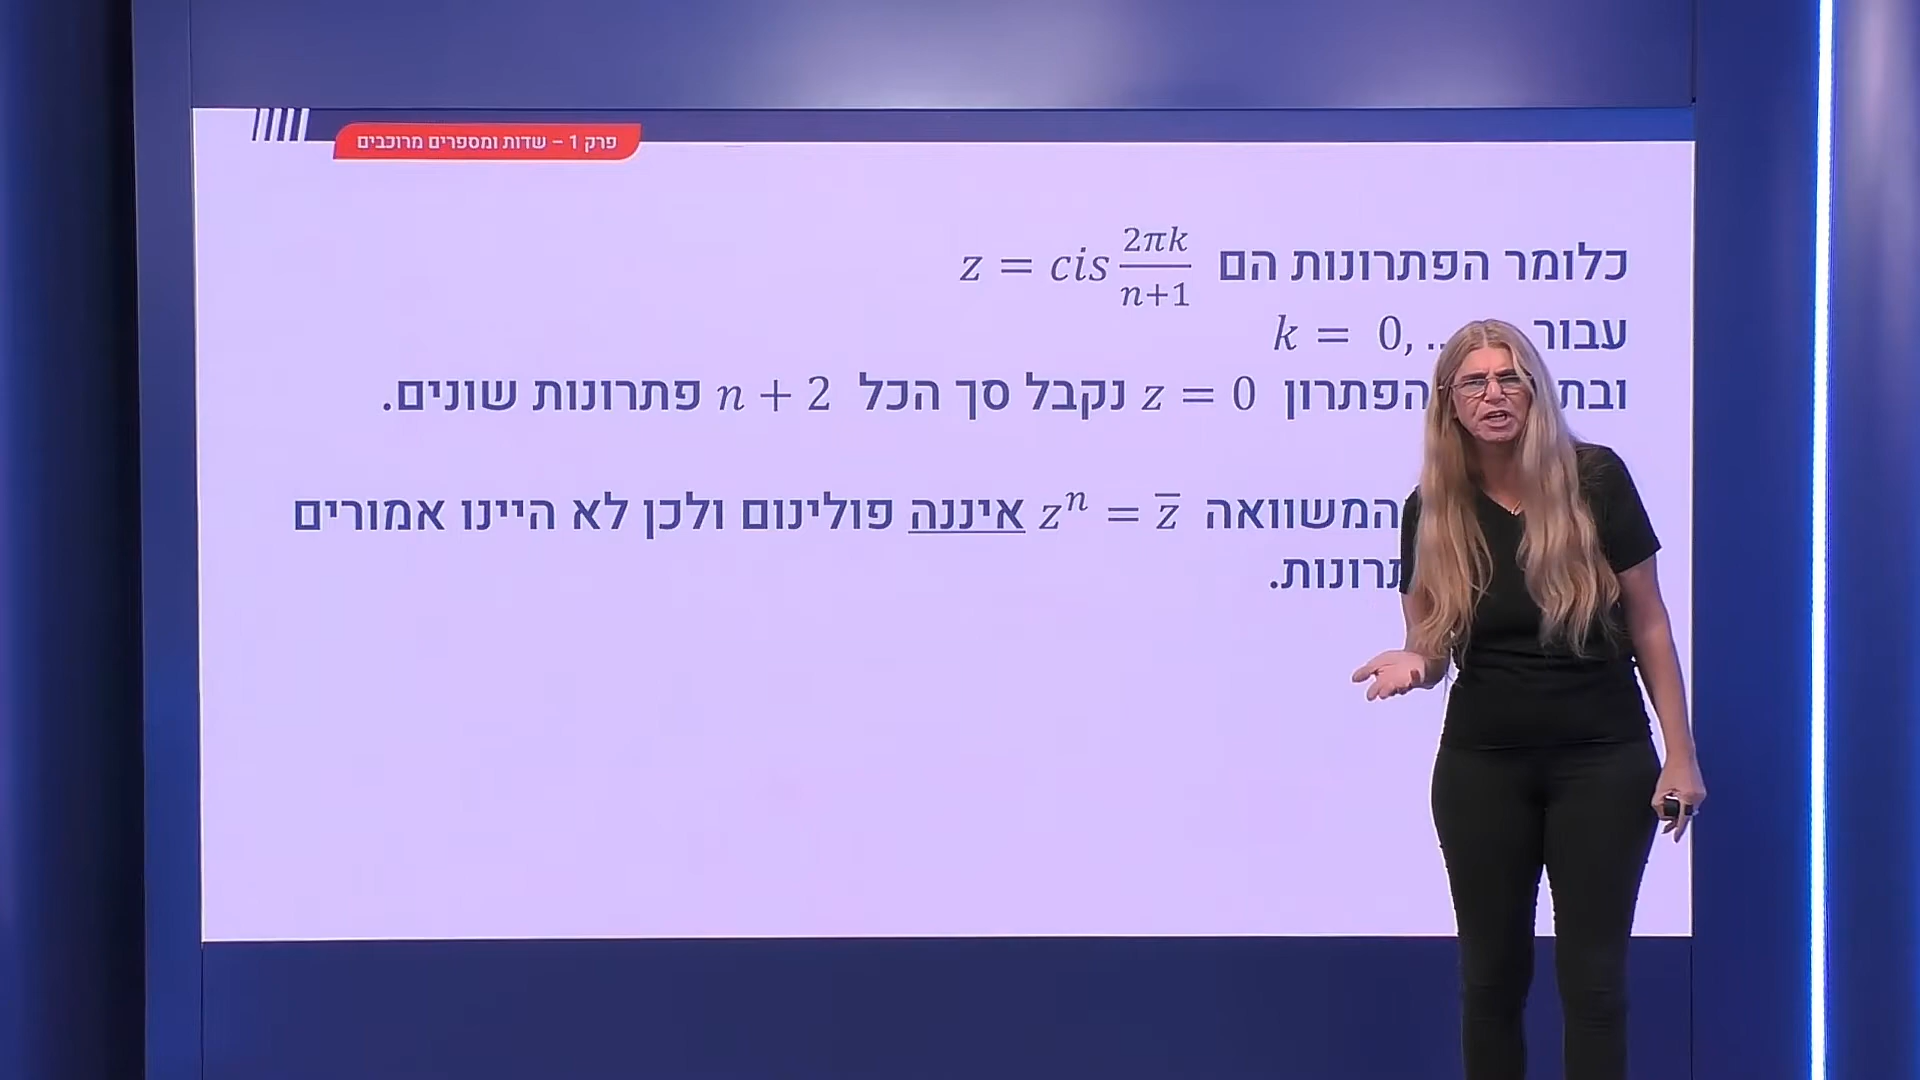 פרק 1 – שדות ומספרים מרוכבים
כלומר הפתרונות הם z = cis 2πk/n+1
עבור k = 0, ..
הפתרון z = 0 נקבל סך הכל n + 2 פתרונות שונים.
המשוואה zⁿ = z̅ איננה פולינום ולכן לא היינו אמורים